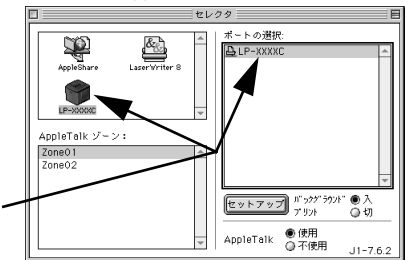 セレクタ
AppleShare
LaserWriter 8
LP-XXXXC
AppleTalk ゾーン：
Zone01
Zone02
ポートの選択:
LP-XXXXC
セットアップ
バックグラウンド
プリント
入
切
AppleTalk
使用
不使用
J1-7.6.2